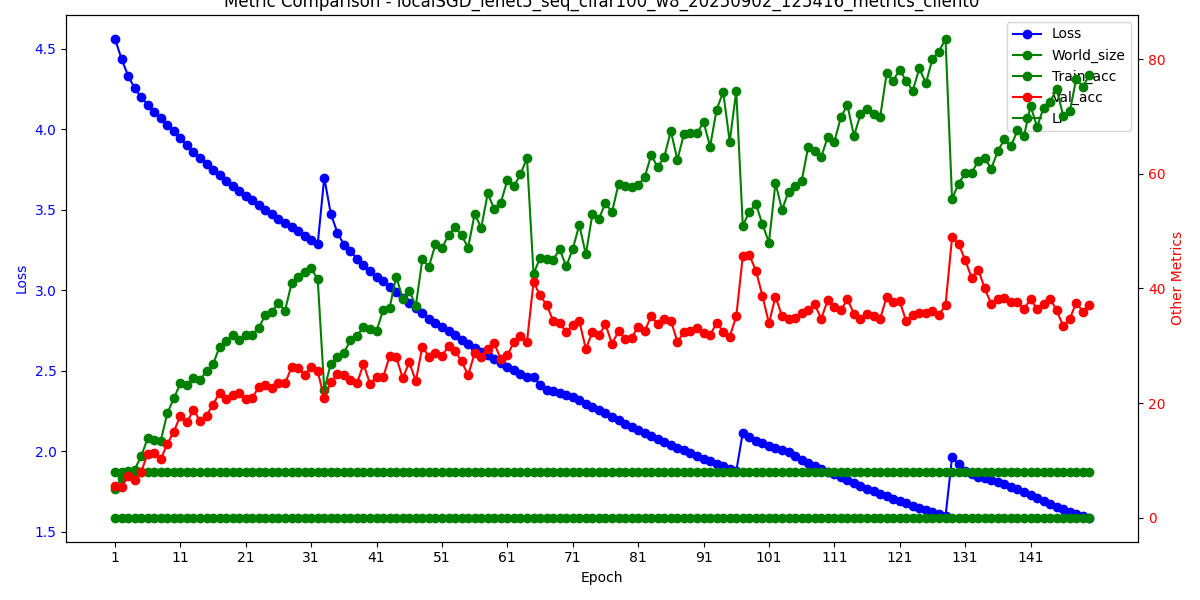 Metric Comparison - localSGD_lenet5_seq_cifar100_w8_20250902_125416_metrics_client0
Loss
World_size
Train_acc
Val_acc
Lr
4.5
4.0
3.5
3.0
2.5
2.0
1.5
Loss
80
60
40
20
0
Other Metrics
1 11 21 31 41 51 61 71 81 91 101 111 121 131 141
Epoch